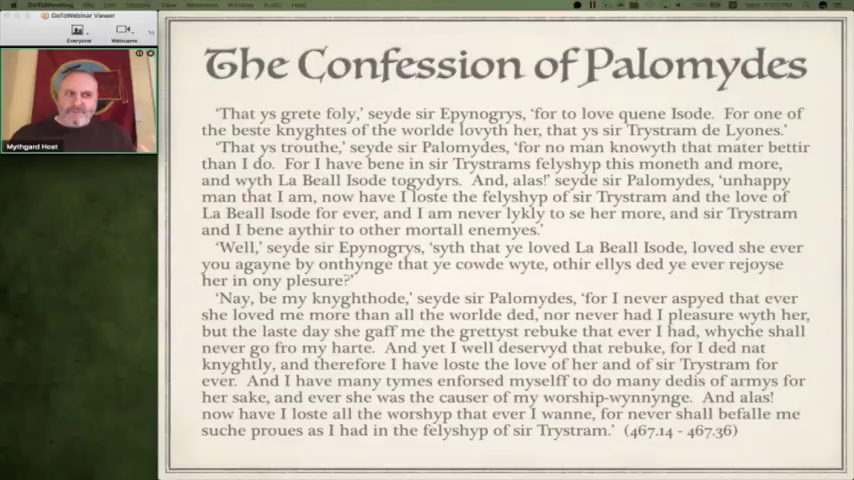 GoToWebinar Viewer
Everyone
Webcams
Mythgard Host
The Confession of Palomydes
‘That ys grete foly,’ seyde sir Epynogrys, ‘for to love quene Isode. For one of
the beste knyghtes of the worlde lovyth her, that ys sir Trystram de Lyones.’
‘That ys trouthe,’ seyde sir Palomydes, ‘for no man knowyth that mater bettir
than I do. For I have bene in sir Trystrams felyshyp this moneth and more,
and wyth La Beall Isode togydyrs. And, alas!’ seyde sir Palomydes, ‘unhappy
man that I am, now have I loste the felyshyp of sir Trystram and the love of
La Beall Isode for ever, and I am never lykly to se her more, and sir Trystram
and I bene aythir to other mortall enemyes.’
‘Well,’ seyde sir Epynogrys, ‘syth that ye loved La Beall Isode, loved she ever
you agayne by onthynge that ye cowde wyte, othir ellys ded ye ever rejoyse
her in ony plesure?’
‘Nay, be my knyghthode,’ seyde sir Palomydes, ‘for I never aspyed that ever
she loved me more than all the worlde ded, nor never had I pleasure wyth her,
but the laste day she gaff me the grettyst rebuke that ever I had, whyche shall
never go fro my harte. And yet I well deservyd that rebuke, for I ded nat
knyghtly, and therefore I have loste the love of her and of sir Trystram for
ever. And I have many tymes enforsed myselff to do many dedis of armys for
her sake, and ever she was the causer of my worship-wynnynge. And alas!
now have I loste all the worshyp that ever I wanne, for never shall befalle me
suche proues as I had in the felyshyp of sir Trystram.’ (467.14 - 467.36)